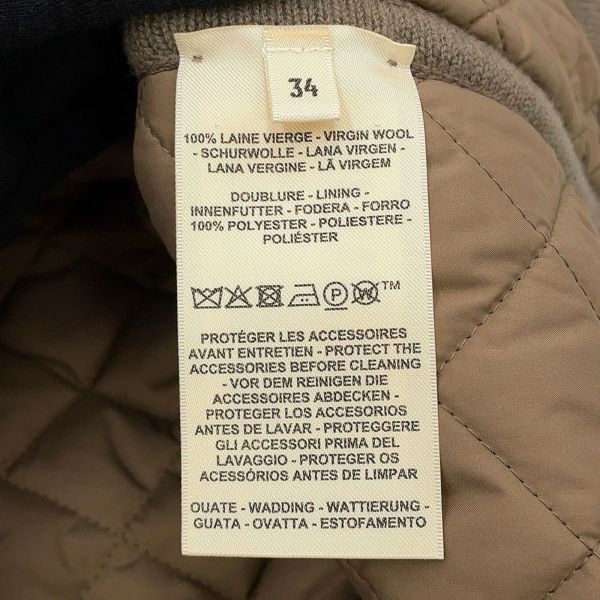 34
100% LAINE VIERGE - VIRGIN WOOL
- SCHURWOLLE - LANA VIRGEN -
LANA VERGINE - LÃ VIRGEM
DOUBLURE - LINING -
INNENFUTTER - FODERA - FORRO
100% POLYESTER - POLIESTERE -
POLIÉSTER
P W TM
PROTÉGER LES ACCESSOIRES
AVANT ENTRETIEN - PROTECT THE
ACCESSORIES BEFORE CLEANING
- VOR DEM REINIGEN DIE
ACCESSOIRES ABDECKEN -
PROTEGER LOS ACCESORIOS
ANTES DE LAVAR - PROTEGGERE
GLI ACCESSORI PRIMA DEL
LAVAGGIO - PROTEGER OS
ACESSÓRIOS ANTES DE LIMPAR
OUATE - WADDING - WATTIERUNG -
GUATA - OVATTA - ESTOFAMENTO